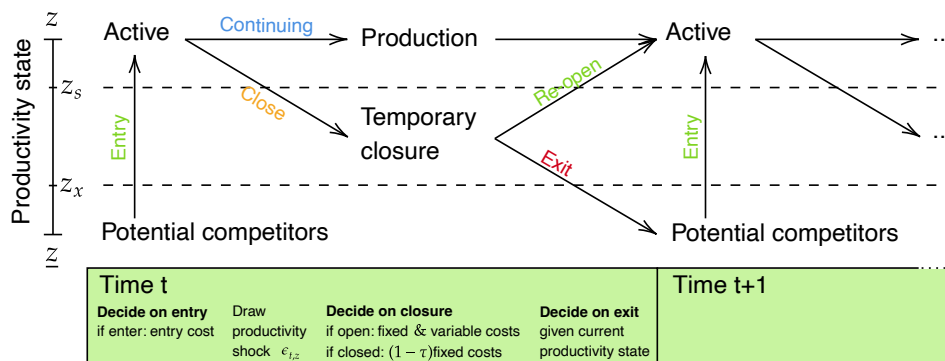 z
Productivity state
z_s
z_x
z
Active
Continuing
Production
Active
...
Close
Re-open
Entry
Temporary
closure
Entry
...
Exit
Potential competitors
Potential competitors
Time t
Time t+1
Decide on entry
if enter: entry cost
Draw
productivity
shock ϵ_{t,z}
Decide on closure
if open: fixed & variable costs
if closed: (1 − τ)fixed costs
Decide on exit
given current
productivity state